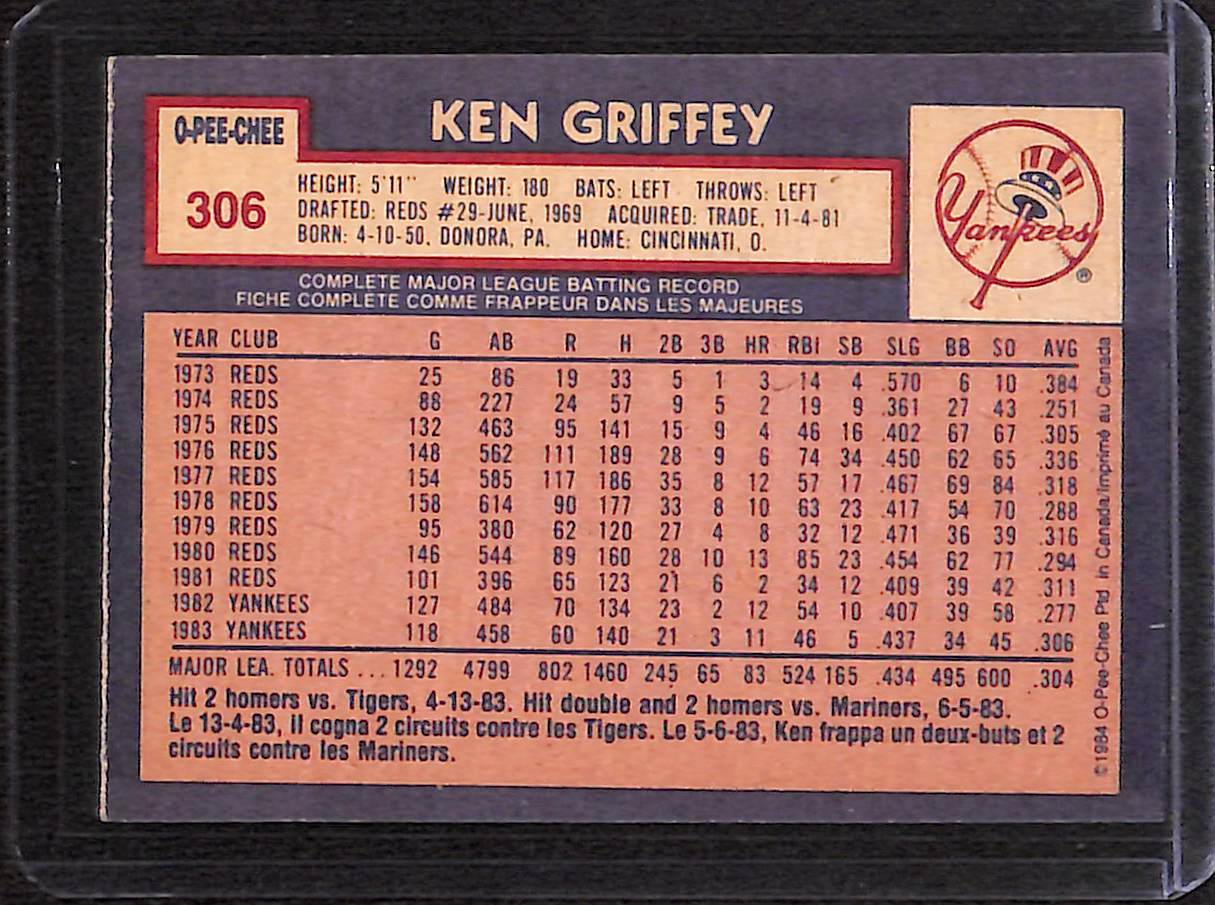 KEN GRIFFEY
O-PEE-CHEE
306
HEIGHT: 5'11" WEIGHT: 180 BATS: LEFT THROWS: LEFT
DRAFTED: REDS #29-JUNE, 1969 ACQUIRED: TRADE, 11-4-81
BORN: 4-10-50, DONORA, PA. HOME: CINCINNATI, O.
Yankees
®
COMPLETE MAJOR LEAGUE BATTING RECORD
FICHE COMPLETE COMME FRAPPEUR DANS LES MAJEURES
YEAR CLUB G AB R H 2B 3B HR RBI SB SLG BB SO AVG
1973 REDS 25 86 19 33 5 1 3 14 4 .570 6 10 .384
1974 REDS 88 227 24 57 9 5 2 19 9 .361 27 43 .251
1975 REDS 132 463 95 141 15 9 4 46 16 .402 67 67 .305
1976 REDS 148 562 111 189 28 9 6 74 34 .450 62 65 .336
1977 REDS 154 585 117 186 35 8 12 57 17 .467 69 84 .318
1978 REDS 158 614 90 177 33 8 10 63 23 .417 54 70 .288
1979 REDS 95 380 62 120 27 4 8 32 12 .471 36 39 .316
1980 REDS 146 544 89 160 28 10 13 85 23 .454 62 77 .294
1981 REDS 101 396 65 123 21 6 2 34 12 .409 39 42 .311
1982 YANKEES 127 484 70 134 23 2 12 54 10 .407 39 58 .277
1983 YANKEES 118 458 60 140 21 3 11 46 5 .437 34 45 .306
MAJOR LEA. TOTALS ... 1292 4799 802 1460 245 65 83 524 165 .434 495 600 .304
Hit 2 homers vs. Tigers, 4-13-83. Hit double and 2 homers vs. Mariners, 6-5-83.
Le 13-4-83, il cogna 2 circuits contre les Tigers. Le 5-6-83, Ken frappa un deux-buts et 2
circuits contre les Mariners.
©1984 O-Pee-Chee Ptd in Canada/Imprimé au Canada